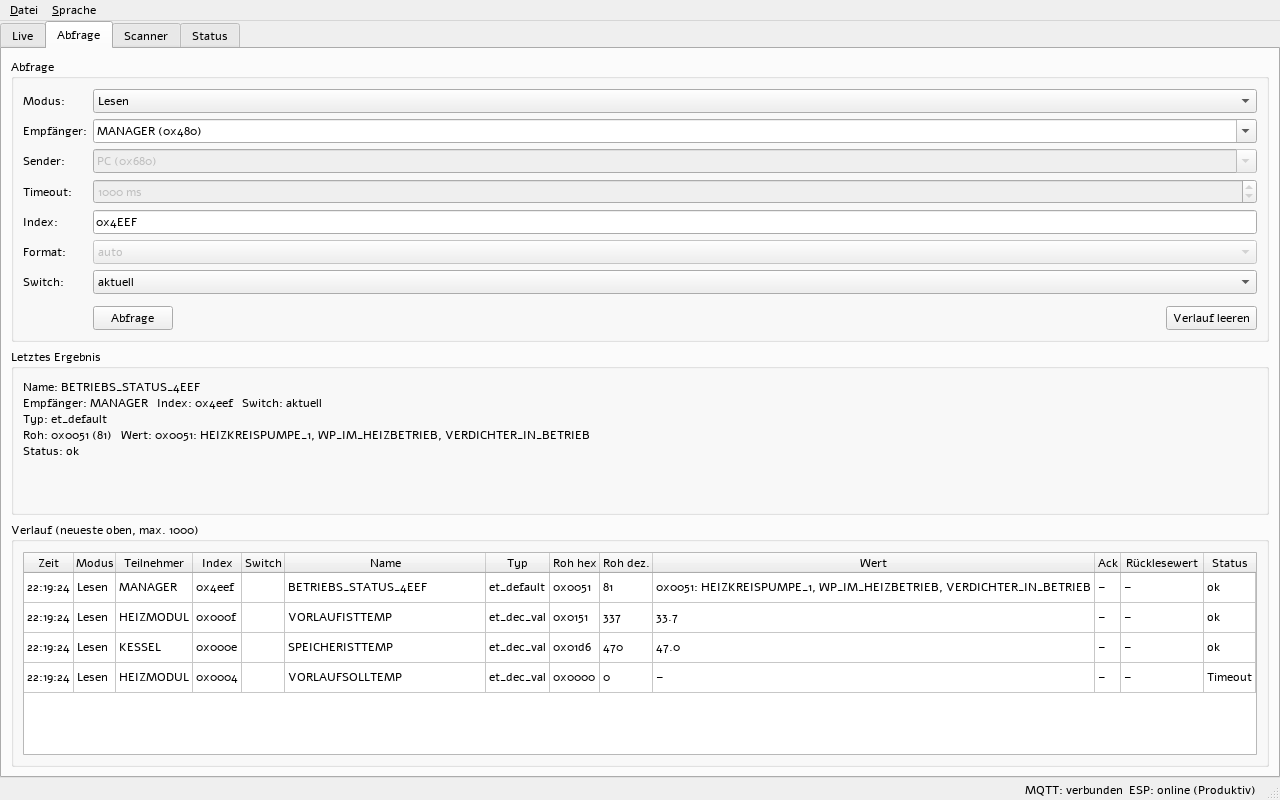 Datei Sprache
Live Abfrage Scanner Status
Abfrage
Modus: Lesen
Empfänger: MANAGER (0x480)
Sender: PC (0x680)
Timeout: 1000 ms
Index: 0x4EEF
Format: auto
Switch: aktuell
Abfrage Verlauf leeren
Letztes Ergebnis
Name: BETRIEBS_STATUS_4EEF
Empfänger: MANAGER Index: 0x4eef Switch: aktuell
Typ: et_default
Roh: 0x0051 (81) Wert: 0x0051: HEIZKREISPUMPE_1, WP_IM_HEIZBETRIEB, VERDICHTER_IN_BETRIEB
Status: ok
Verlauf (neueste oben, max. 1000)
Zeit Modus Teilnehmer Index Switch Name Typ Roh hex Roh dez. Wert Ack Rücklesewert Status
22:19:24 Lesen MANAGER 0x4eef BETRIEBS_STATUS_4EEF et_default 0x0051 81 0x0051: HEIZKREISPUMPE_1, WP_IM_HEIZBETRIEB, VERDICHTER_IN_BETRIEB – – ok
22:19:24 Lesen HEIZMODUL 0x000f VORLAUFISTTEMP et_dec_val 0x0151 337 33.7 – – ok
22:19:24 Lesen KESSEL 0x000e SPEICHERISTTEMP et_dec_val 0x01d6 470 47.0 – – ok
22:19:24 Lesen HEIZMODUL 0x0004 VORLAUFSOLLTEMP et_dec_val 0x0000 0 – – – Timeout
MQTT: verbunden ESP: online (Produktiv)